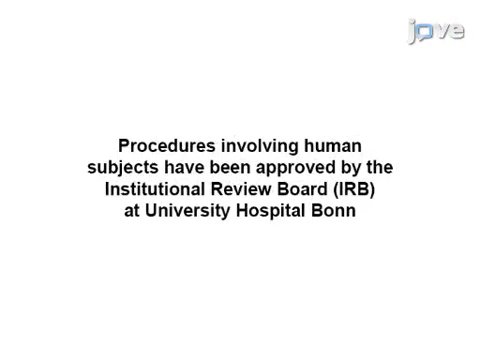 jove
Procedures involving human
subjects have been approved by the
Institutional Review Board (IRB)
at University Hospital Bonn